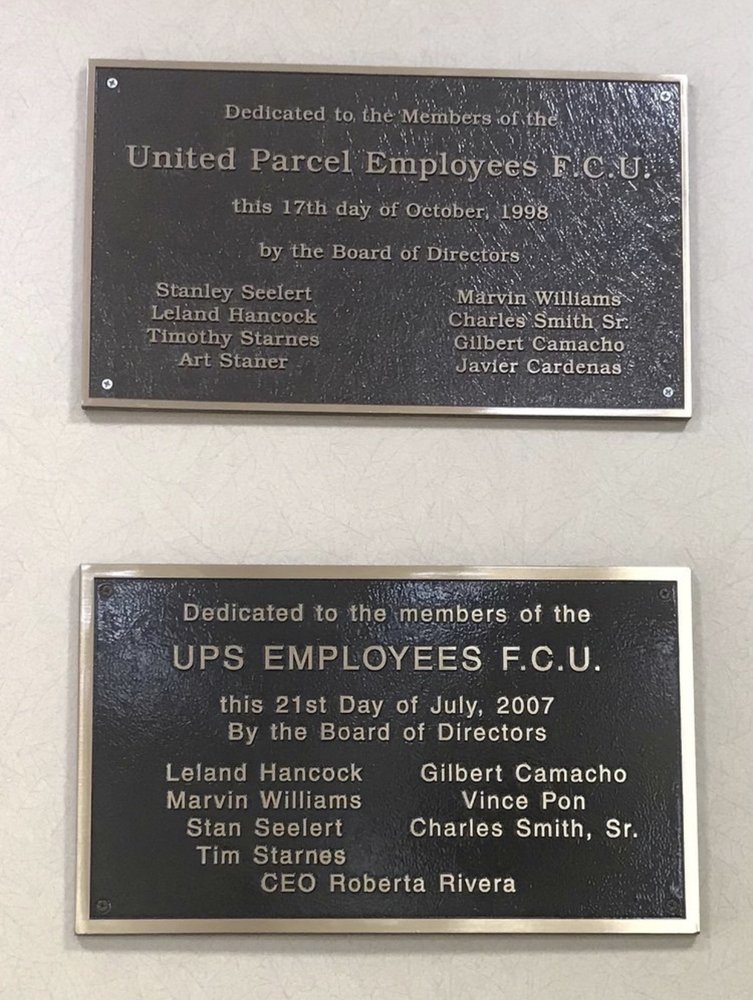 Dedicated to the Members of the
United Parcel Employees F.C.U.
this 17th day of October, 1998
by the Board of Directors
Stanley Seelert Marvin Williams
Leland Hancock Charles Smith Sr.
Timothy Starnes Gilbert Camacho
Art Staner Javier Cardenas
Dedicated to the members of the
UPS EMPLOYEES F.C.U.
this 21st Day of July, 2007
By the Board of Directors
Leland Hancock Gilbert Camacho
Marvin Williams Vince Pon
Stan Seelert Charles Smith, Sr.
Tim Starnes
CEO Roberta Rivera